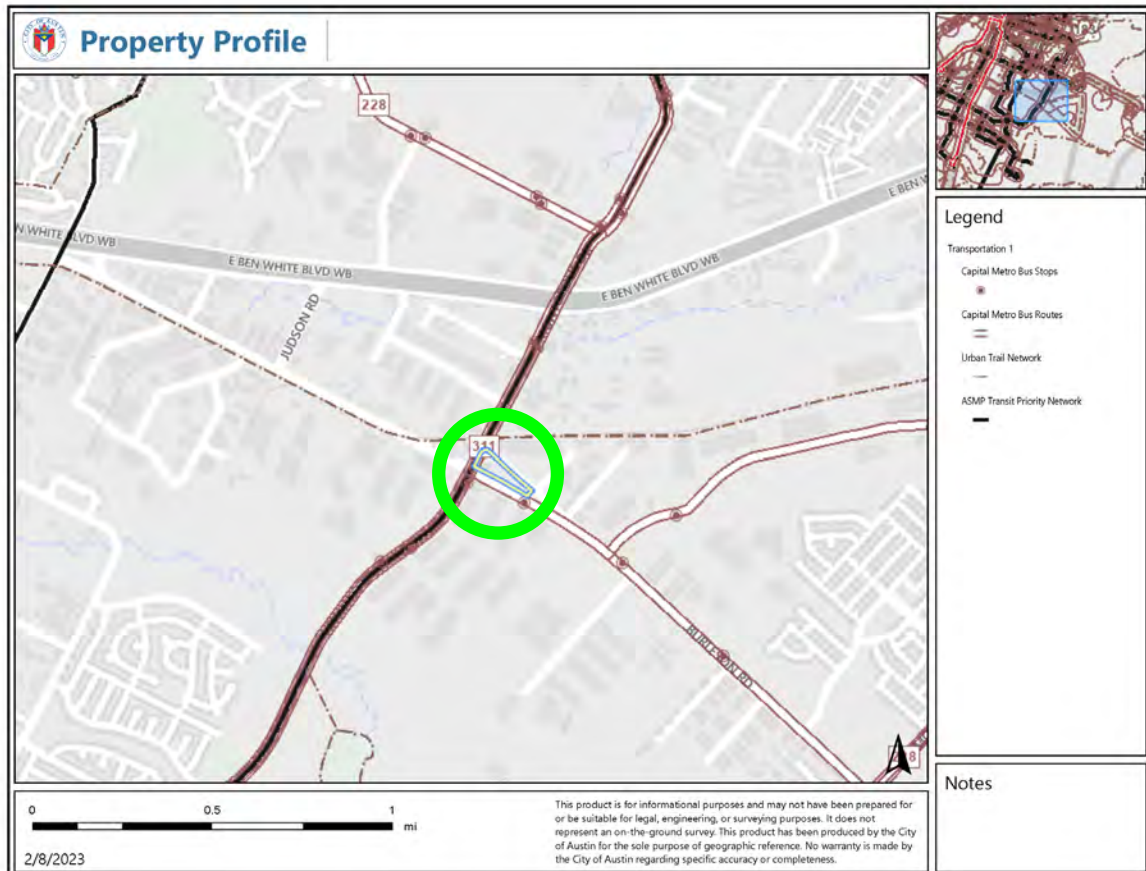 Property Profile
228
E BEN W
N WHITE BLVD WB
E BEN WHITE BLVD WB
E BEN WHITE BLVD WB
JUDSON RD
311
BURLESON RD
Legend
Transportation 1
Capital Metro Bus Stops
Capital Metro Bus Routes
Urban Trail Network
ASMP Transit Priority Network
Notes
0 0.5 1
mi
2/8/2023
This product is for informational purposes and may not have been prepared for
or be suitable for legal, engineering, or surveying purposes. It does not
represent an on-the-ground survey. This product has been produced by the City
of Austin for the sole purpose of geographic reference. No warranty is made by
the City of Austin regarding specific accuracy or completeness.